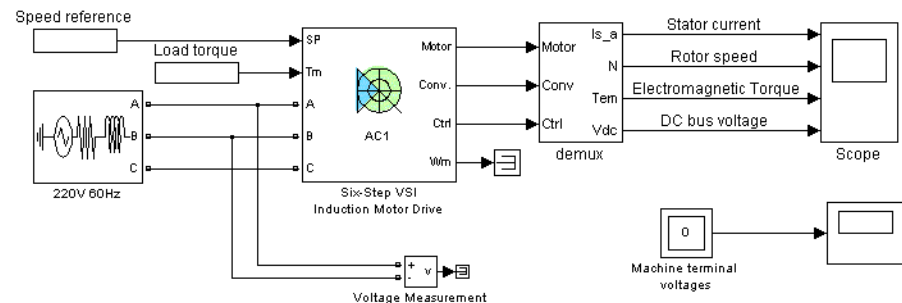 Speed reference
Load torque
SP
Tm
A
B
C
Motor
Conv.
Ctrl
Wm
AC1
Six-Step VSI
Induction Motor Drive
A
B
C
220V 60Hz
Motor
Conv
Ctrl
Is_a
N
Tem
Vdc
demux
Stator current
Rotor speed
Electromagnetic Torque
DC bus voltage
Scope
+
-
v
Voltage Measurement
0
Machine terminal
voltages